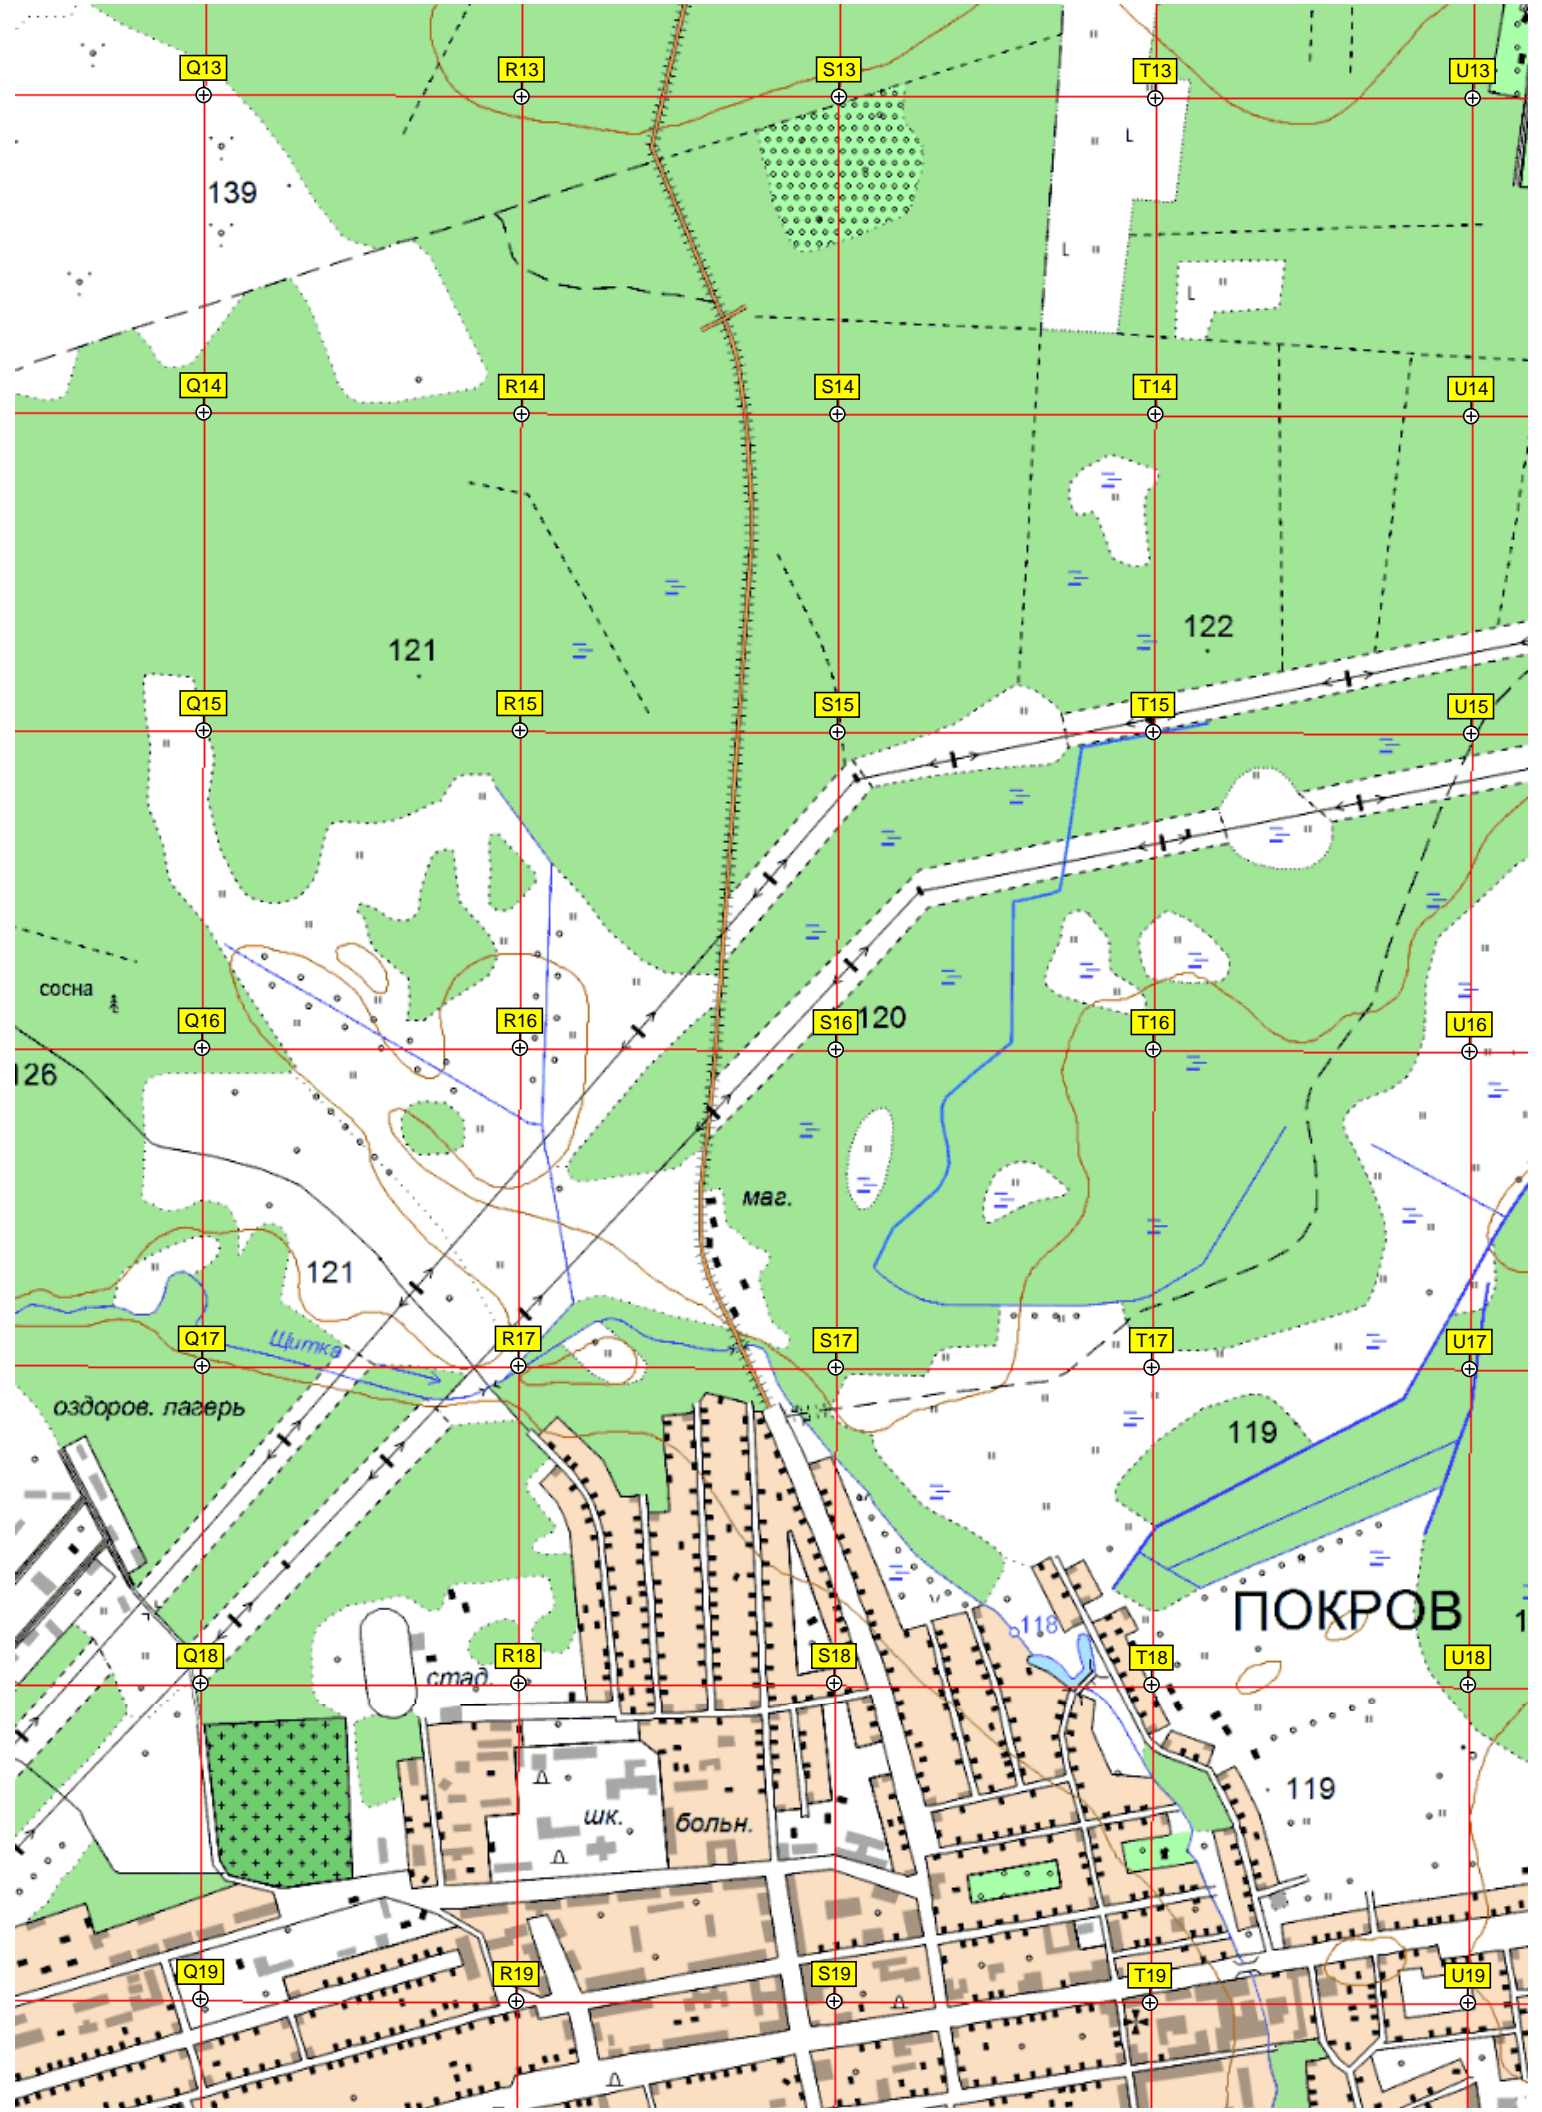 Q13 R13 S13 T13 U13
L
139
L
L
Q14 R14 S14 T14 U14
121
122
Q15 R15 S15 T15 U15
сосна
Q16 R16 S16 120 T16 U16
126
маг.
121
Щитка
Q17 R17 S17 T17 U17
оздоров. лагерь
119
ПОКРОВ
118
Q18 R18 S18 T18 U18
стад.
119
шк.
больн.
Q19 R19 S19 T19 U19